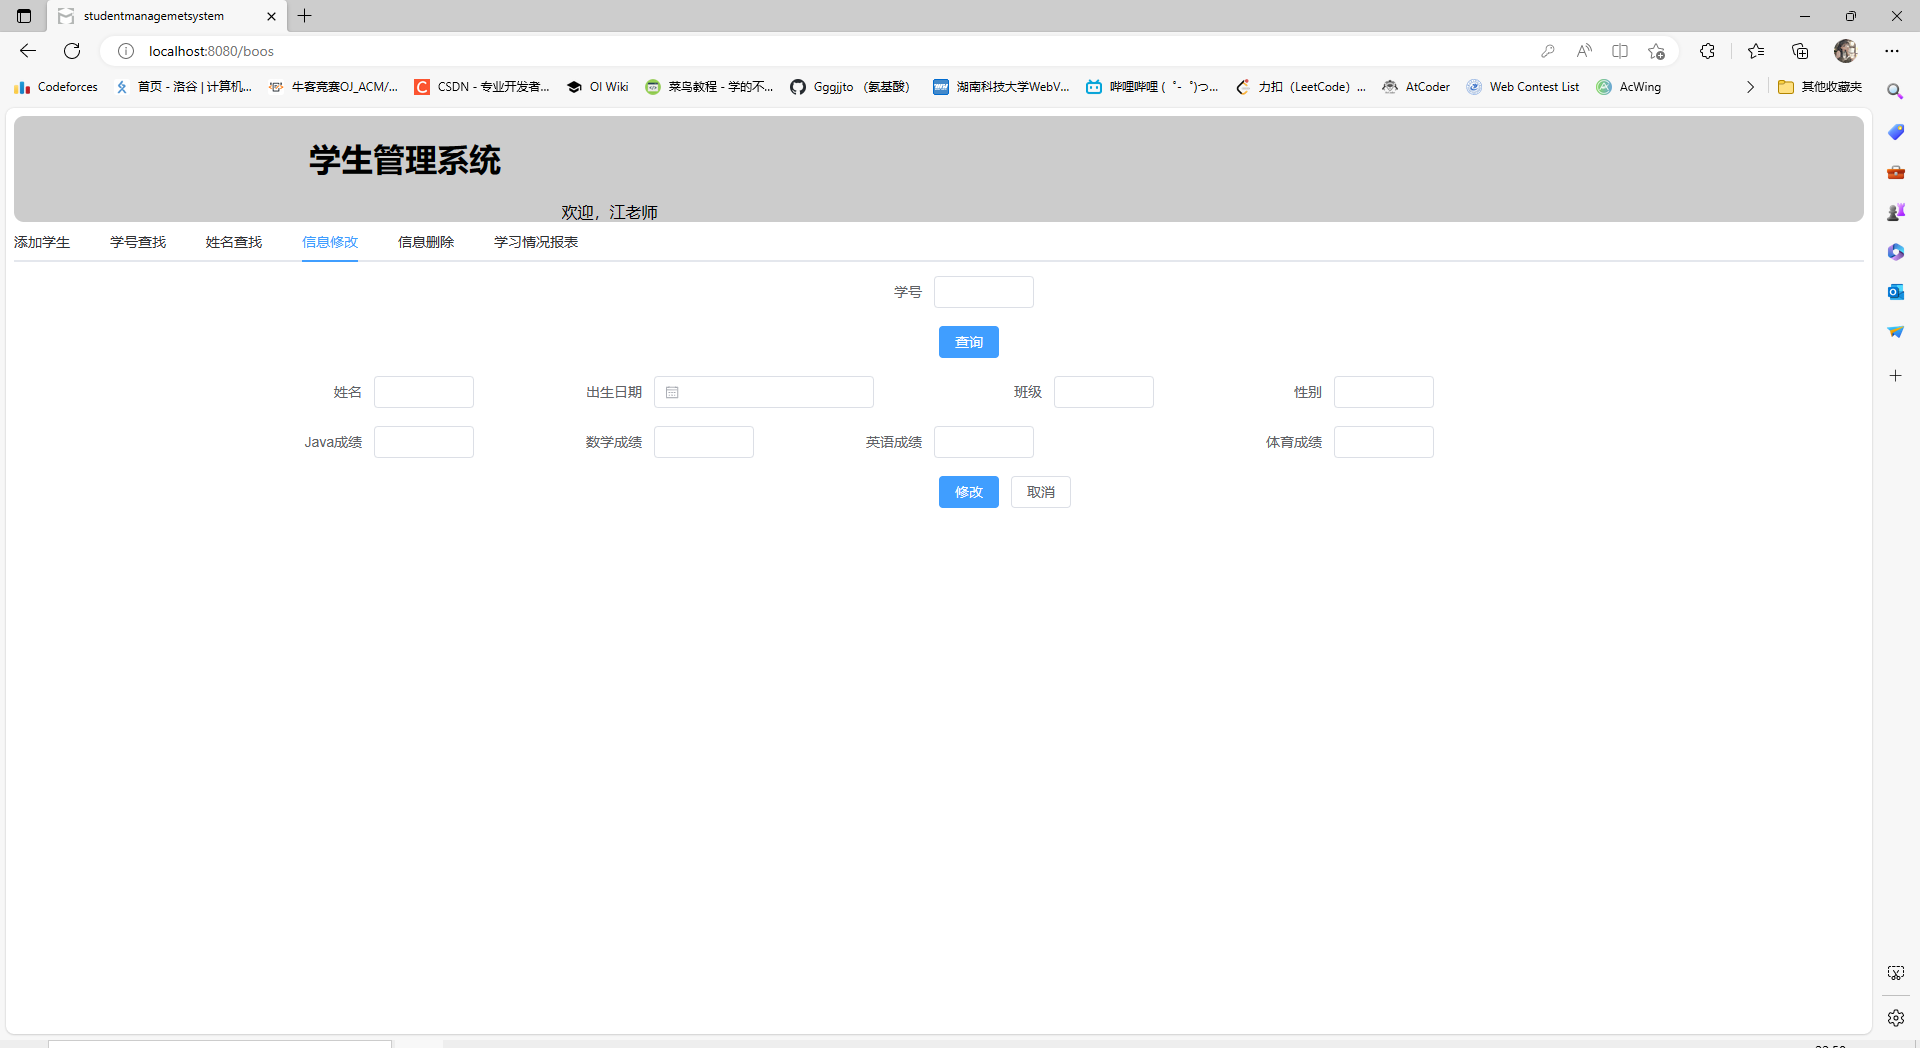 studentmanagemetsystem
localhost:8080/boos
Codeforces 首页 - 洛谷 | 计算机... 牛客竞赛OJ_ACM/... CSDN - 专业开发者... OI Wiki 菜鸟教程 - 学的不... Gggjjto （氨基酸） 湖南科技大学WebV... 哔哩哔哩 (゜-゜)つ... 力扣（LeetCode）... AtCoder Web Contest List AcWing 其他收藏夹
学生管理系统
欢迎，江老师
添加学生 学号查找 姓名查找 信息修改 信息删除 学习情况报表
学号
查询
姓名 出生日期 班级 性别
Java成绩 数学成绩 英语成绩 体育成绩
修改 取消